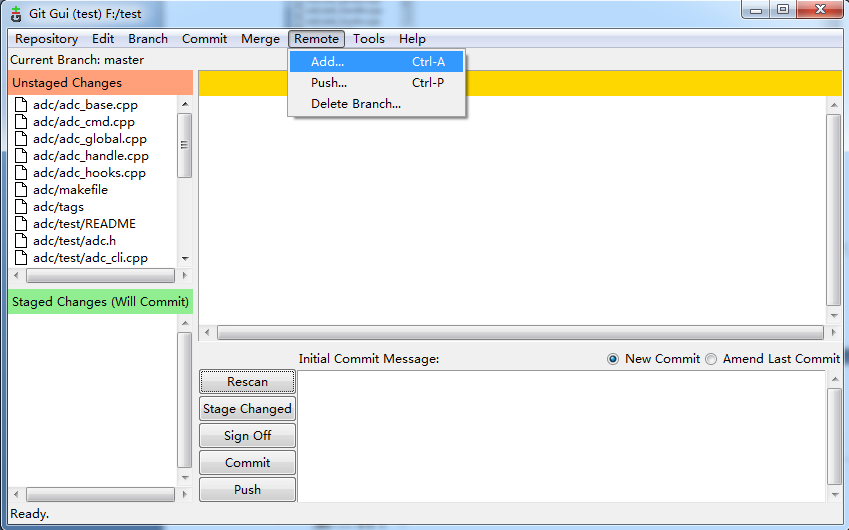 Git Gui (test) F:/test
Repository Edit Branch Commit Merge Remote Tools Help
Current Branch: master
Add... Ctrl-A
Push... Ctrl-P
Delete Branch...
Unstaged Changes
adc/adc_base.cpp
adc/adc_cmd.cpp
adc/adc_global.cpp
adc/adc_handle.cpp
adc/adc_hooks.cpp
adc/makefile
adc/tags
adc/test/README
adc/test/adc.h
adc/test/adc_cli.cpp
Staged Changes (Will Commit)
Initial Commit Message: New Commit Amend Last Commit
Rescan
Stage Changed
Sign Off
Commit
Push
Ready.